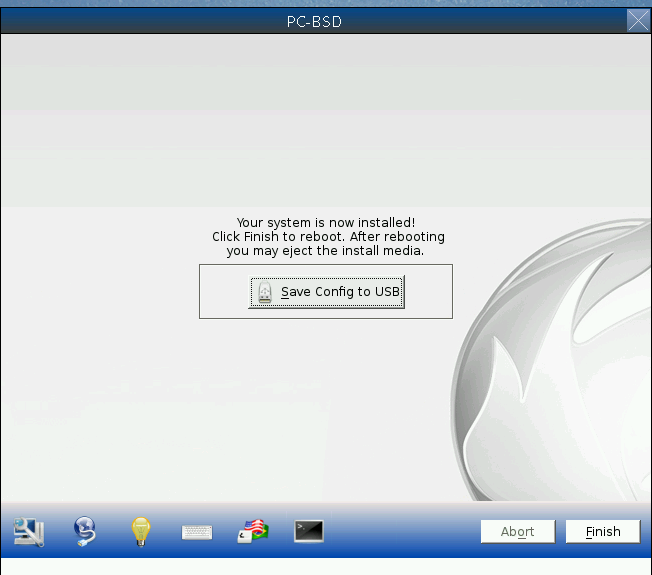 PC-BSD
Your system is now installed!
Click Finish to reboot. After rebooting
you may eject the install media.
Save Config to USB
Abort
Finish